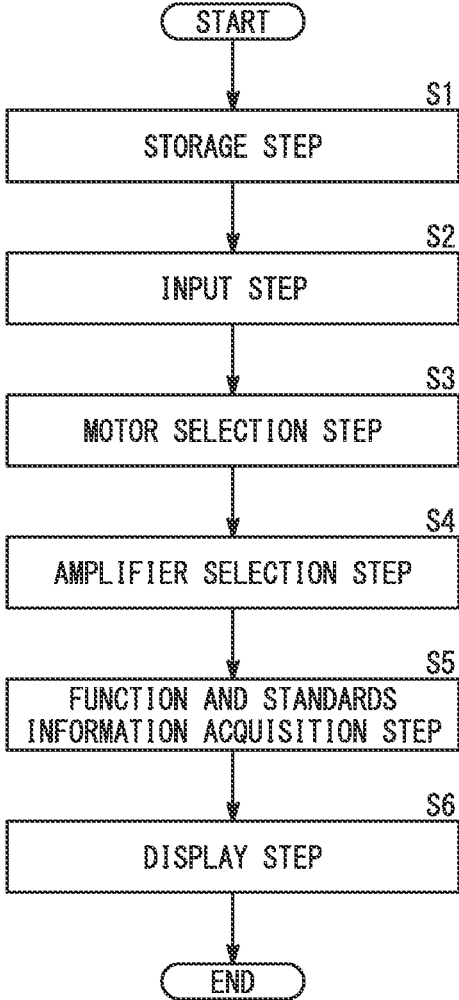 START
S1
STORAGE STEP
S2
INPUT STEP
S3
MOTOR SELECTION STEP
S4
AMPLIFIER SELECTION STEP
S5
FUNCTION AND STANDARDS
INFORMATION ACQUISITION STEP
S6
DISPLAY STEP
END